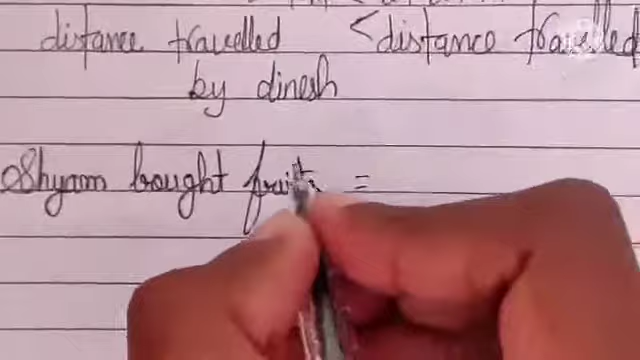 distance travelled < distance travelled
by dinesh
Shyam bought fruits =